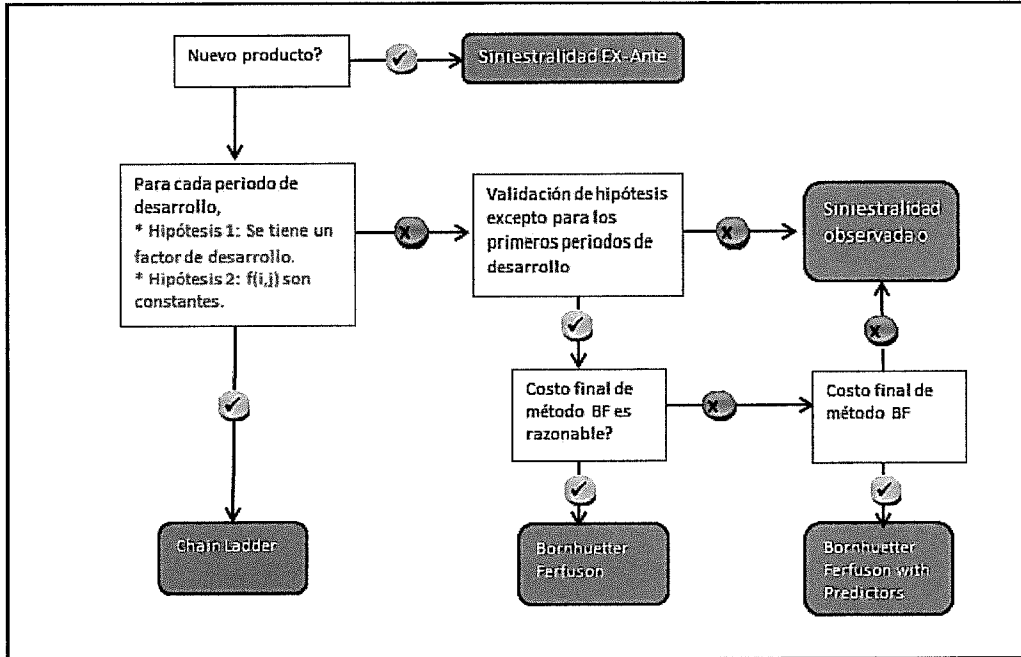 Nuevo producto?
Siniestralidad EX-Ante
Para cada periodo de
desarrollo,
* Hipótesis 1: Se tiene un
factor de desarrollo.
* Hipótesis 2: f(i,j) son
constantes.
Validación de hipótesis
excepto para los
primeros periodos de
desarrollo
Siniestralidad
observada o
Costo final de
método BF es
razonable?
Costo final de
método BF
Chain Ladder
Bornhuetter
Ferfuson
Bornhuetter
Ferfuson with
Predictors